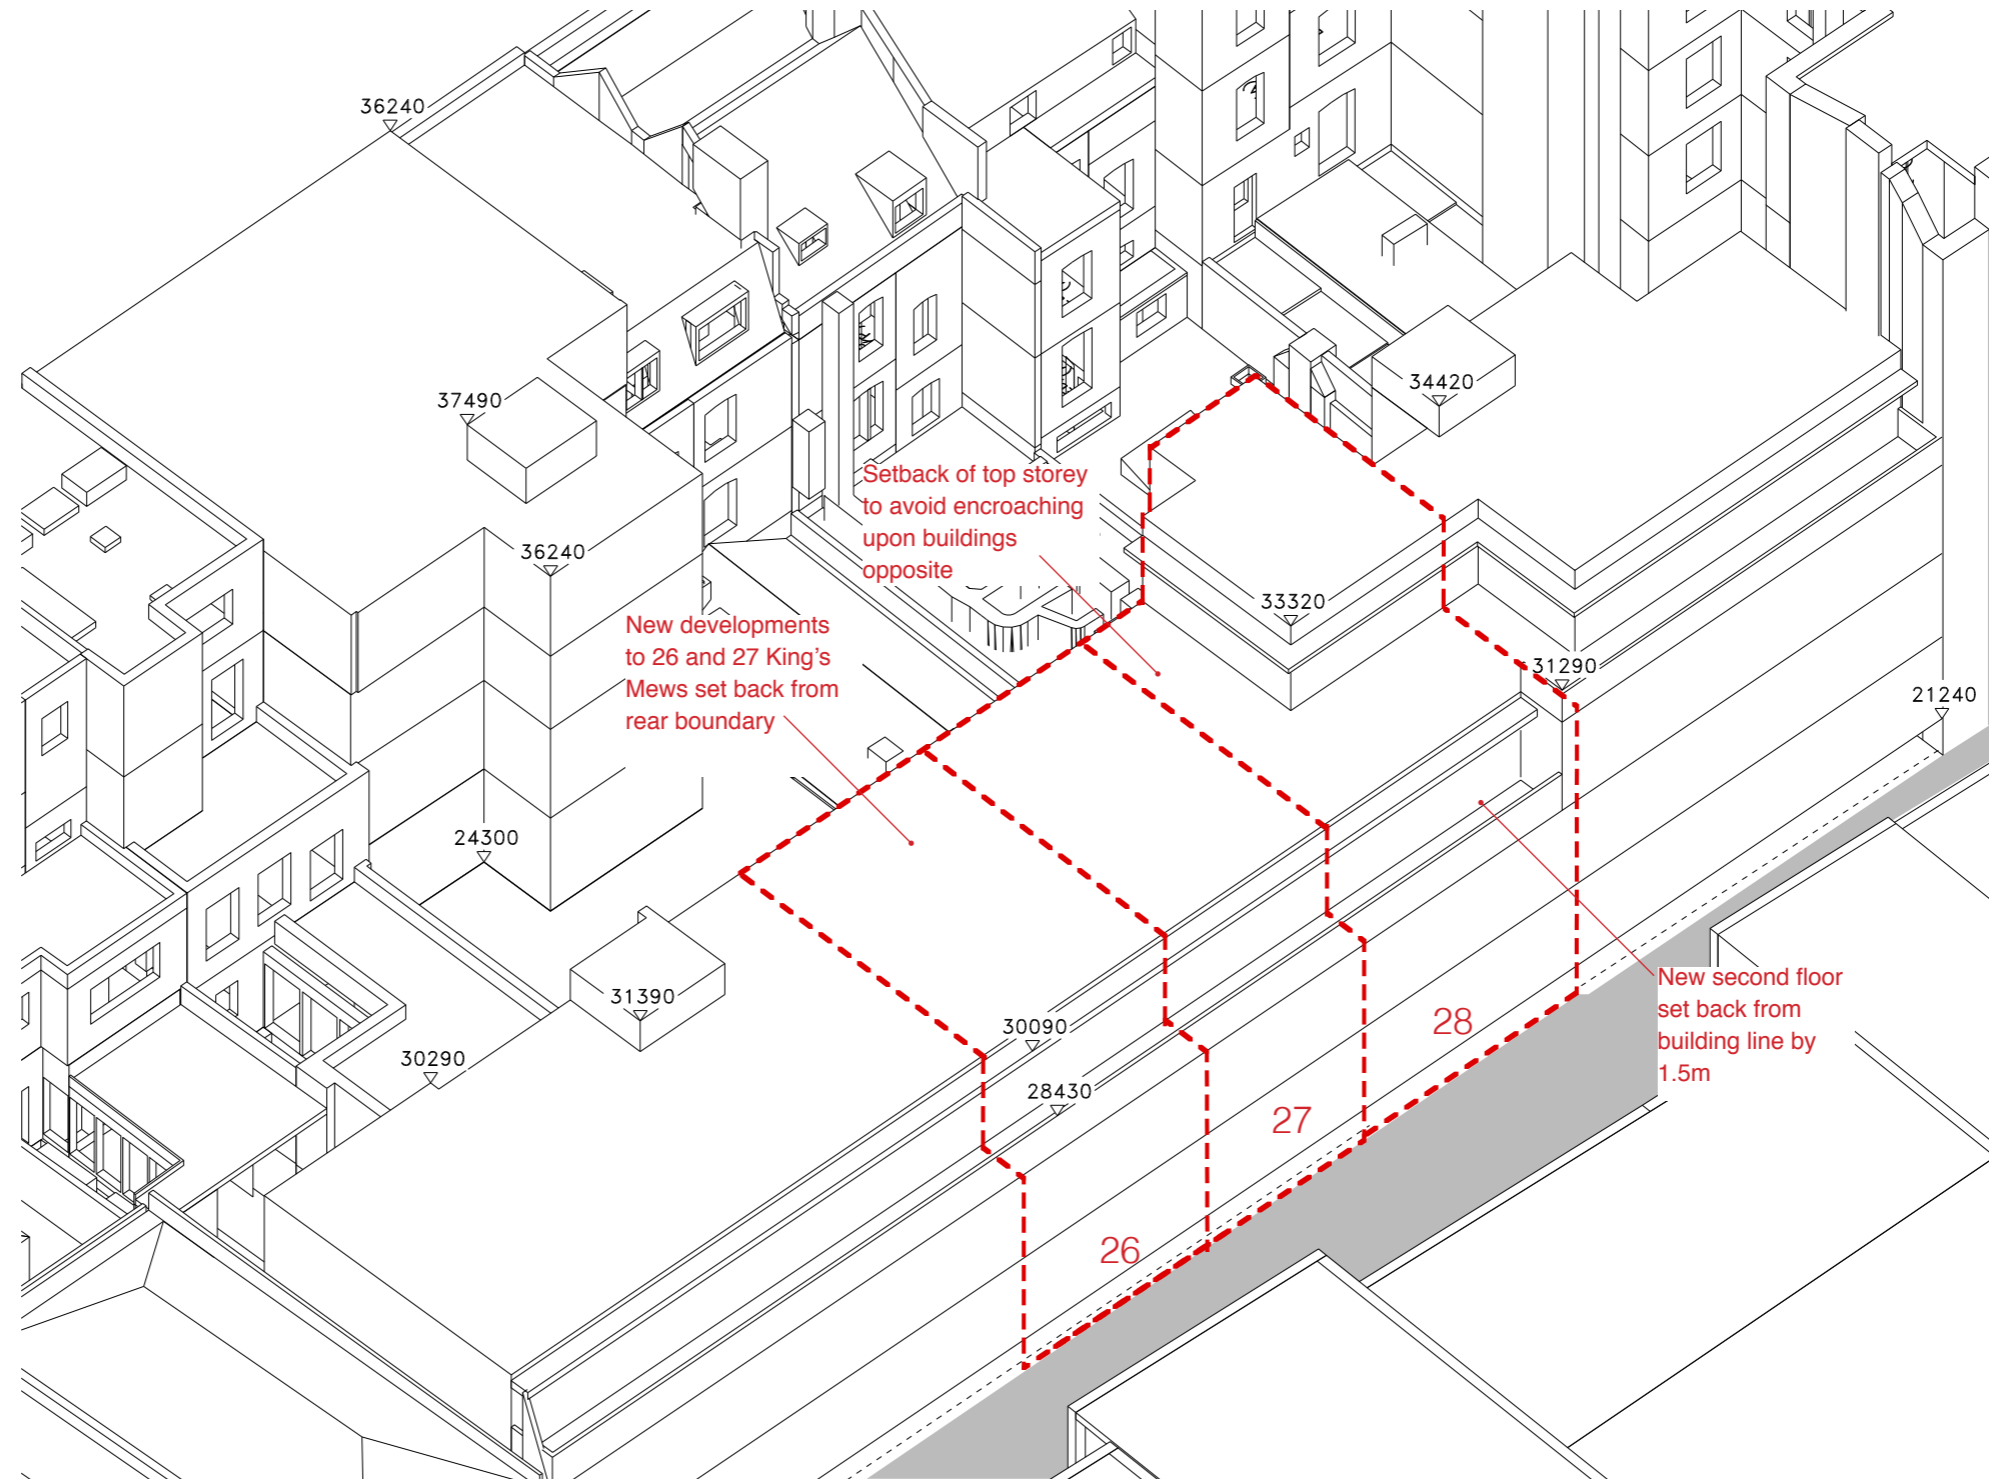 36240
37490
34420
Setback of top storey
to avoid encroaching
upon buildings
opposite
36240
33320
New developments
to 26 and 27 King's
Mews set back from
rear boundary
31290
21240
24300
31390
30090
30290
28430
New second floor
set back from
building line by
1.5m
28
27
26